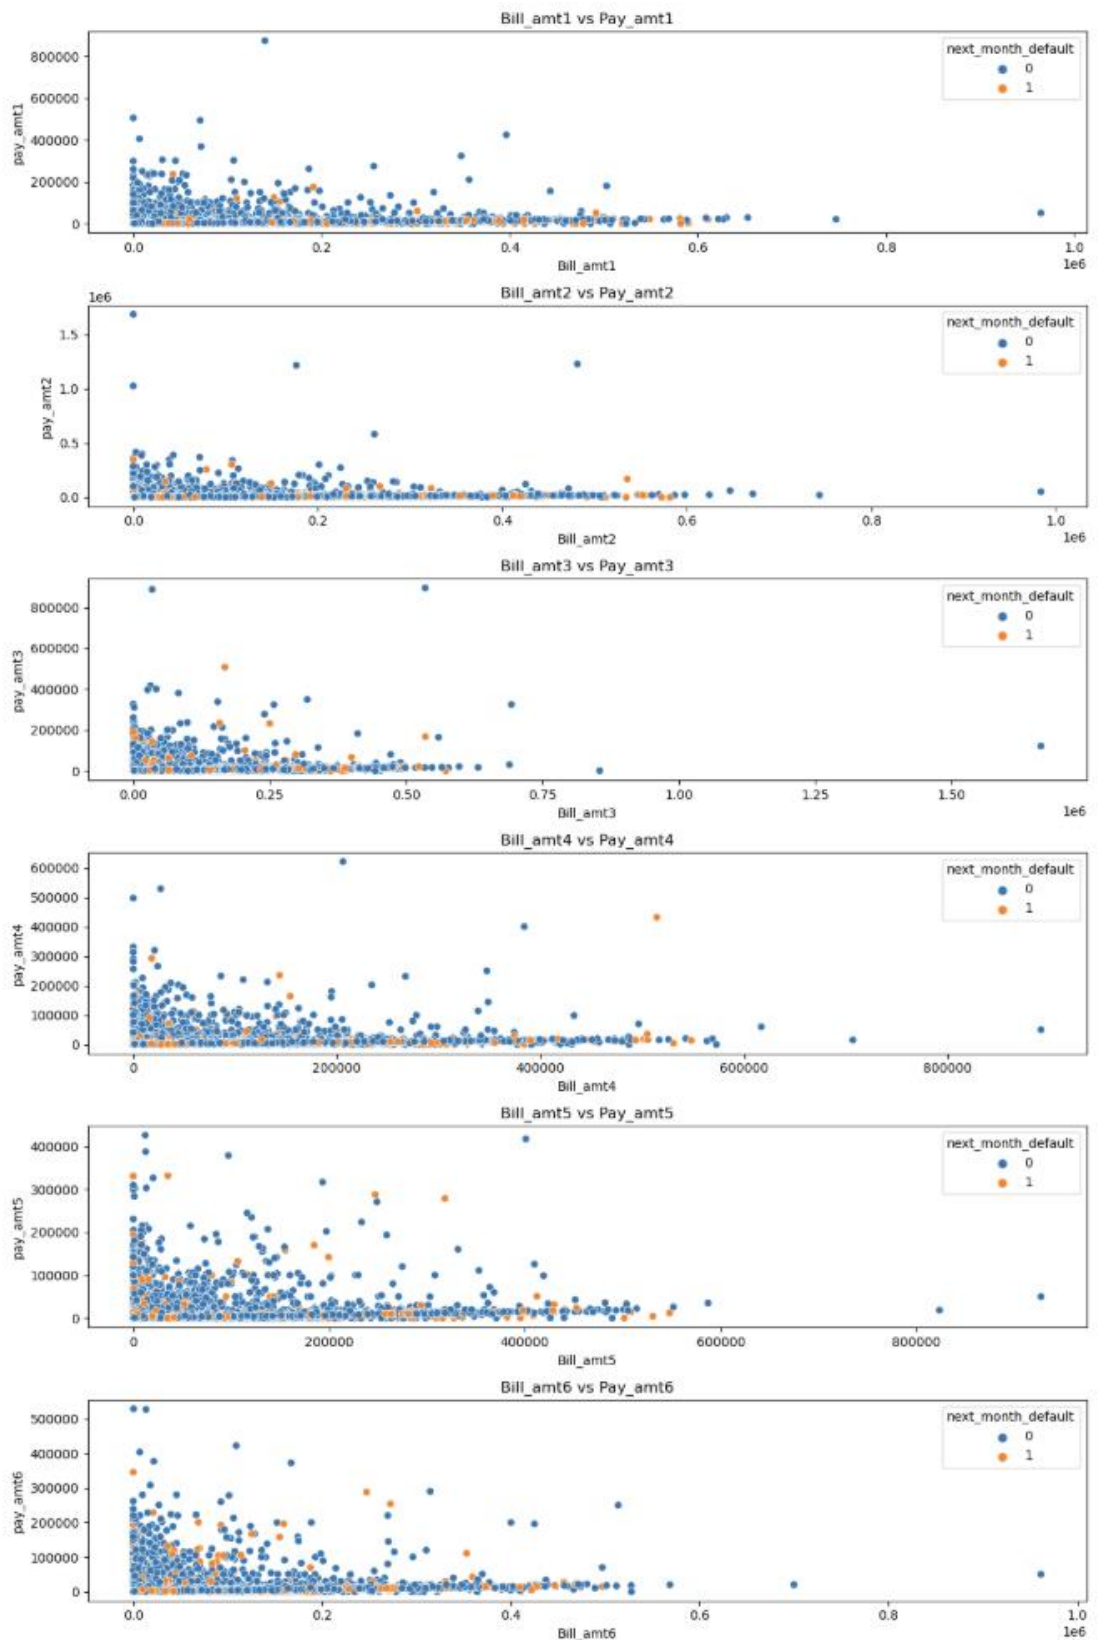 Bill_amt1 vs Pay_amt1
pay_amt1
800000
600000
400000
200000
0
next_month_default
0
1
0.0 0.2 0.4 0.6 0.8 1.0
1e6
Bill_amt1
Bill_amt2 vs Pay_amt2
1e6
pay_amt2
1.5
1.0
0.5
0.0
next_month_default
0
1
0.0 0.2 0.4 0.6 0.8 1.0
1e6
Bill_amt2
Bill_amt3 vs Pay_amt3
pay_amt3
800000
600000
400000
200000
0
next_month_default
0
1
0.00 0.25 0.50 0.75 1.00 1.25 1.50
1e6
Bill_amt3
Bill_amt4 vs Pay_amt4
pay_amt4
600000
500000
400000
300000
200000
100000
0
next_month_default
0
1
0 200000 400000 600000 800000
Bill_amt4
Bill_amt5 vs Pay_amt5
pay_amt5
400000
300000
200000
100000
0
next_month_default
0
1
0 200000 400000 600000 800000
Bill_amt5
Bill_amt6 vs Pay_amt6
pay_amt6
500000
400000
300000
200000
100000
0
next_month_default
0
1
0.0 0.2 0.4 0.6 0.8 1.0
1e6
Bill_amt6